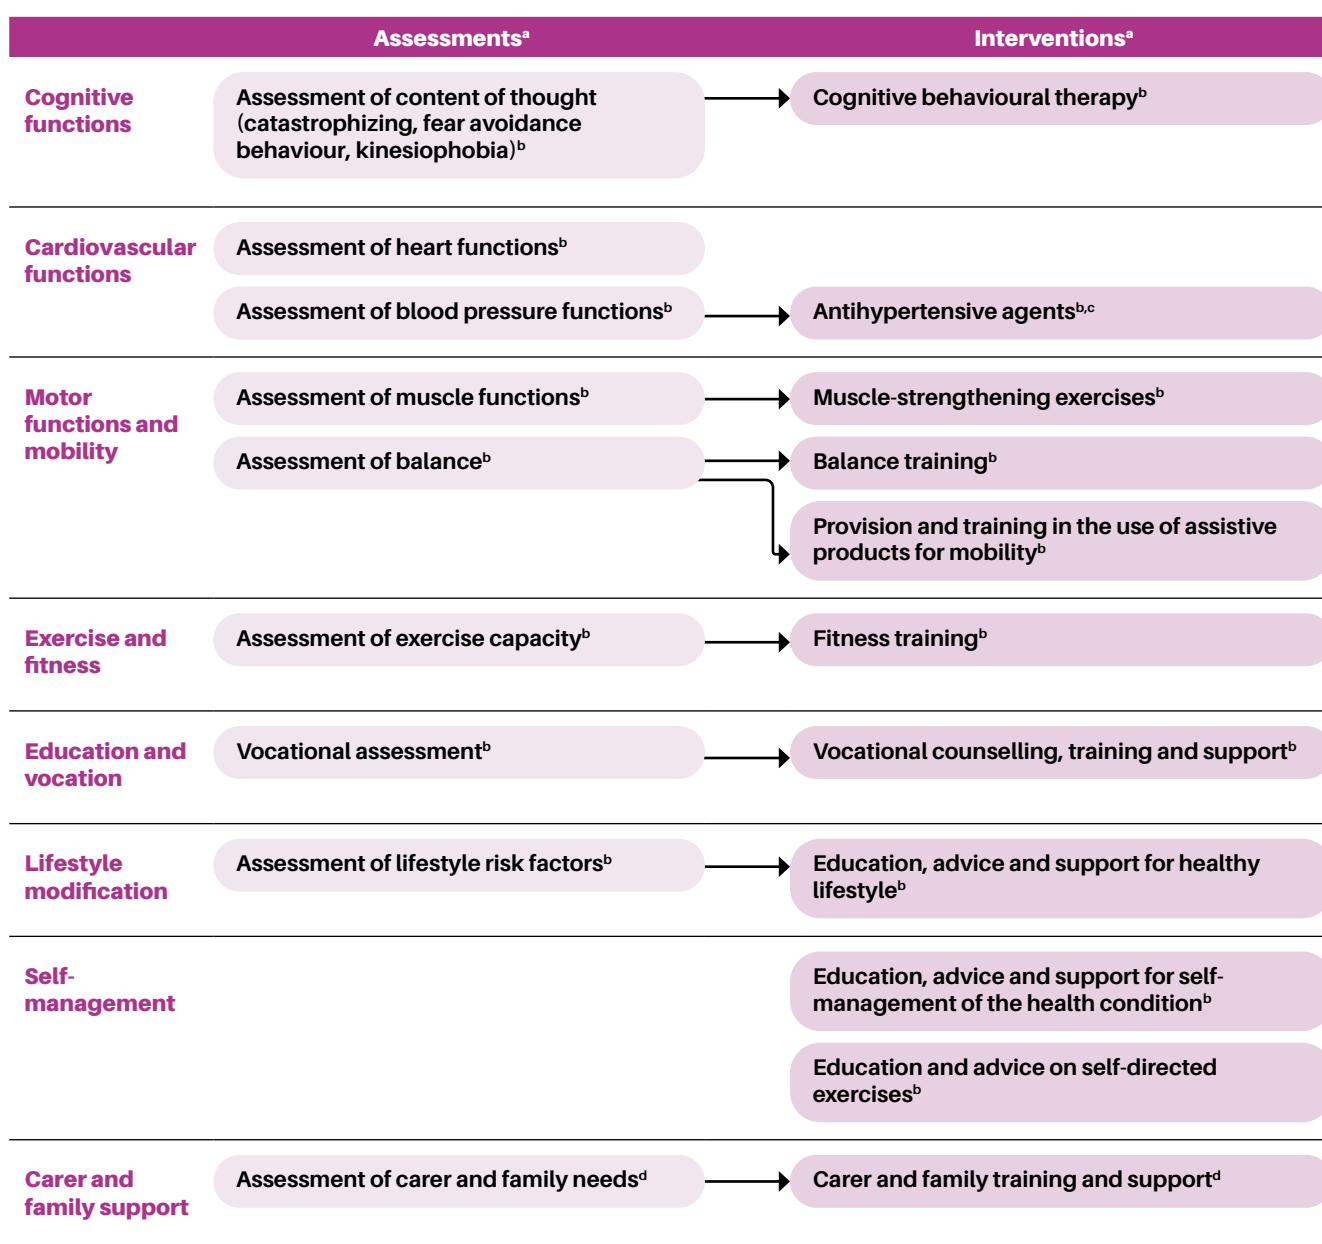 Assessmentsᵃ Interventionsᵃ
Cognitive
functions
Assessment of content of thought
(catastrophizing, fear avoidance
behaviour, kinesiophobia)ᵇ
Cognitive behavioural therapyᵇ
Cardiovascular
functions
Assessment of heart functionsᵇ
Assessment of blood pressure functionsᵇ
Antihypertensive agentsᵇ,ᶜ
Motor
functions and
mobility
Assessment of muscle functionsᵇ
Muscle-strengthening exercisesᵇ
Assessment of balanceᵇ
Balance trainingᵇ
Provision and training in the use of assistive
products for mobilityᵇ
Exercise and
fitness
Assessment of exercise capacityᵇ
Fitness trainingᵇ
Education and
vocation
Vocational assessmentᵇ
Vocational counselling, training and supportᵇ
Lifestyle
modification
Assessment of lifestyle risk factorsᵇ
Education, advice and support for healthy
lifestyleᵇ
Self-
management
Education, advice and support for self-
management of the health conditionᵇ
Education and advice on self-directed
exercisesᵇ
Carer and
family support
Assessment of carer and family needsᵈ
Carer and family training and supportᵈ